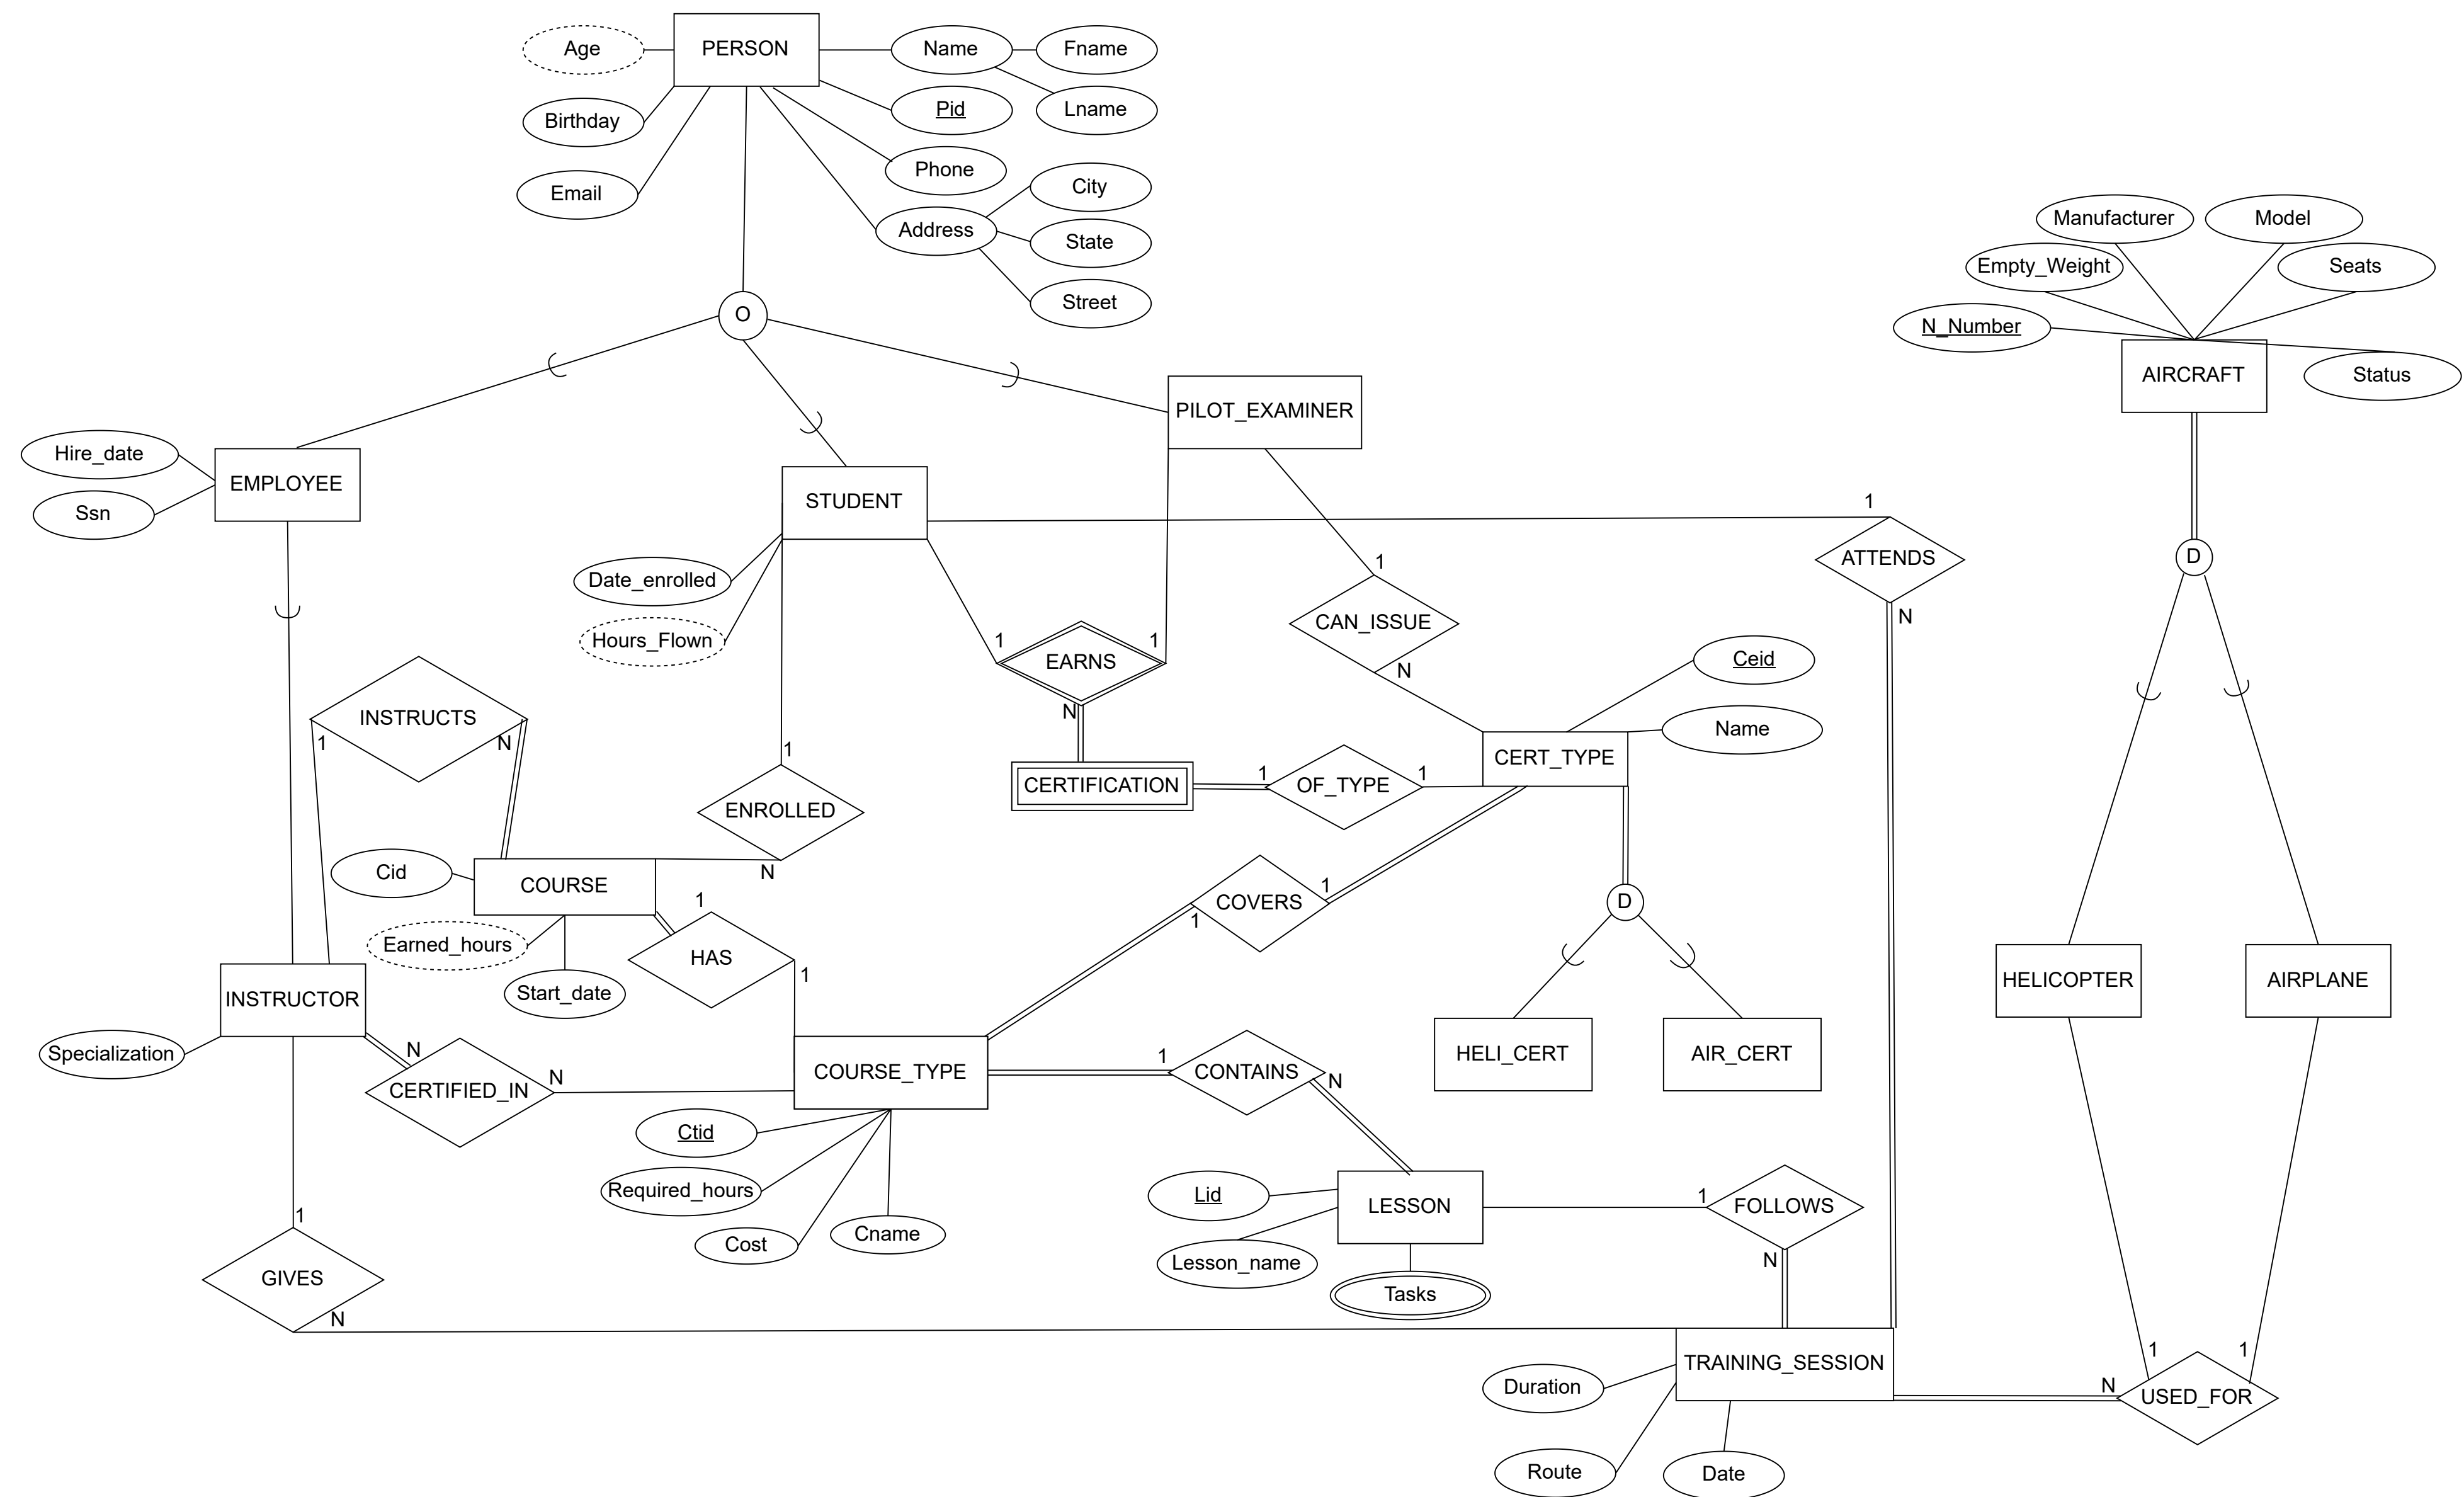 Age
PERSON
Name
Fname
Birthday
Pid
Lname
Email
Phone
City
Address
State
Street
O
Manufacturer
Model
Empty_Weight
Seats
N_Number
AIRCRAFT
Status
PILOT_EXAMINER
Hire_date
EMPLOYEE
Ssn
STUDENT
1
ATTENDS
N
D
Date_enrolled
Hours_Flown
1
CAN_ISSUE
N
1
EARNS
1
N
Ceid
Name
INSTRUCTS
1
N
1
ENROLLED
N
CERTIFICATION
1
OF_TYPE
1
CERT_TYPE
Cid
COURSE
Earned_hours
Start_date
1
HAS
1
COVERS
1
1
D
HELI_CERT
AIR_CERT
HELICOPTER
AIRPLANE
INSTRUCTOR
Specialization
N
CERTIFIED_IN
N
COURSE_TYPE
1
CONTAINS
N
Ctid
Required_hours
Cost
Cname
Lid
LESSON
Lesson_name
Tasks
1
FOLLOWS
N
1
GIVES
N
TRAINING_SESSION
Duration
Route
Date
N
1
1
USED_FOR